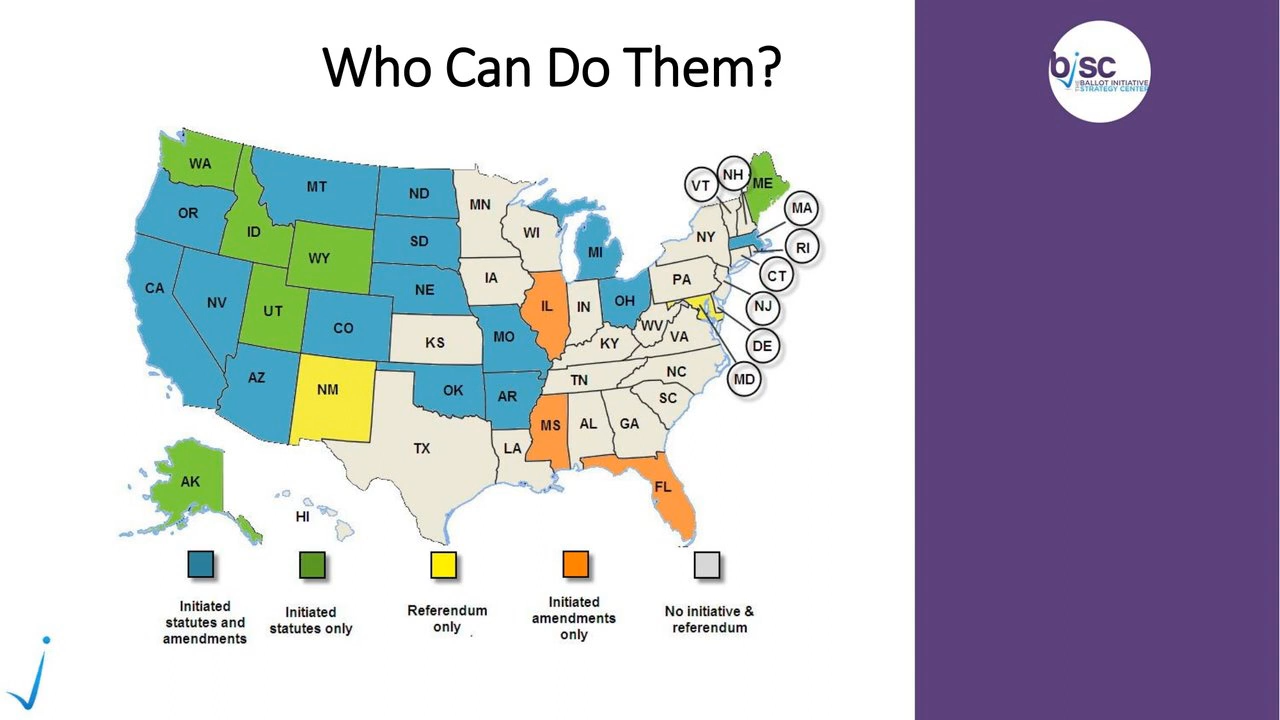 Who Can Do Them?
bisc
THE BALLOT INITIATIVE
STRATEGY CENTER
WA
MT
ND
MN
VT
NH
ME
OR
ID
SD
WI
MI
NY
MA
RI
WY
IA
PA
CT
CA
NV
UT
NE
IL
IN
OH
NJ
CO
KS
MO
WV
VA
KY
DE
AZ
NM
OK
AR
TN
NC
MD
SC
MS
AL
GA
TX
LA
FL
AK
HI
Initiated
statutes and
amendments
Initiated
statutes only
Referendum
only
Initiated
amendments
only
No initiative &
referendum